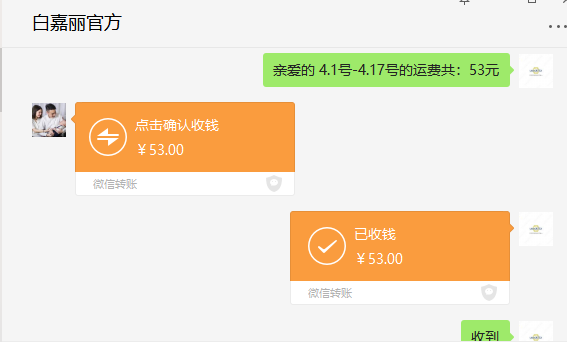 白嘉丽官方
亲爱的 4.1号-4.17号的运费共：53元
点击确认收钱
￥53.00
微信转账
已收钱
￥53.00
微信转账
收到